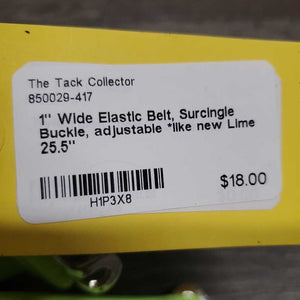 The Tack Collector
850029-417
1" Wide Elastic Belt, Surcingle
Buckle, adjustable *like new Lime
25.5"
H1P3X8
$18.00